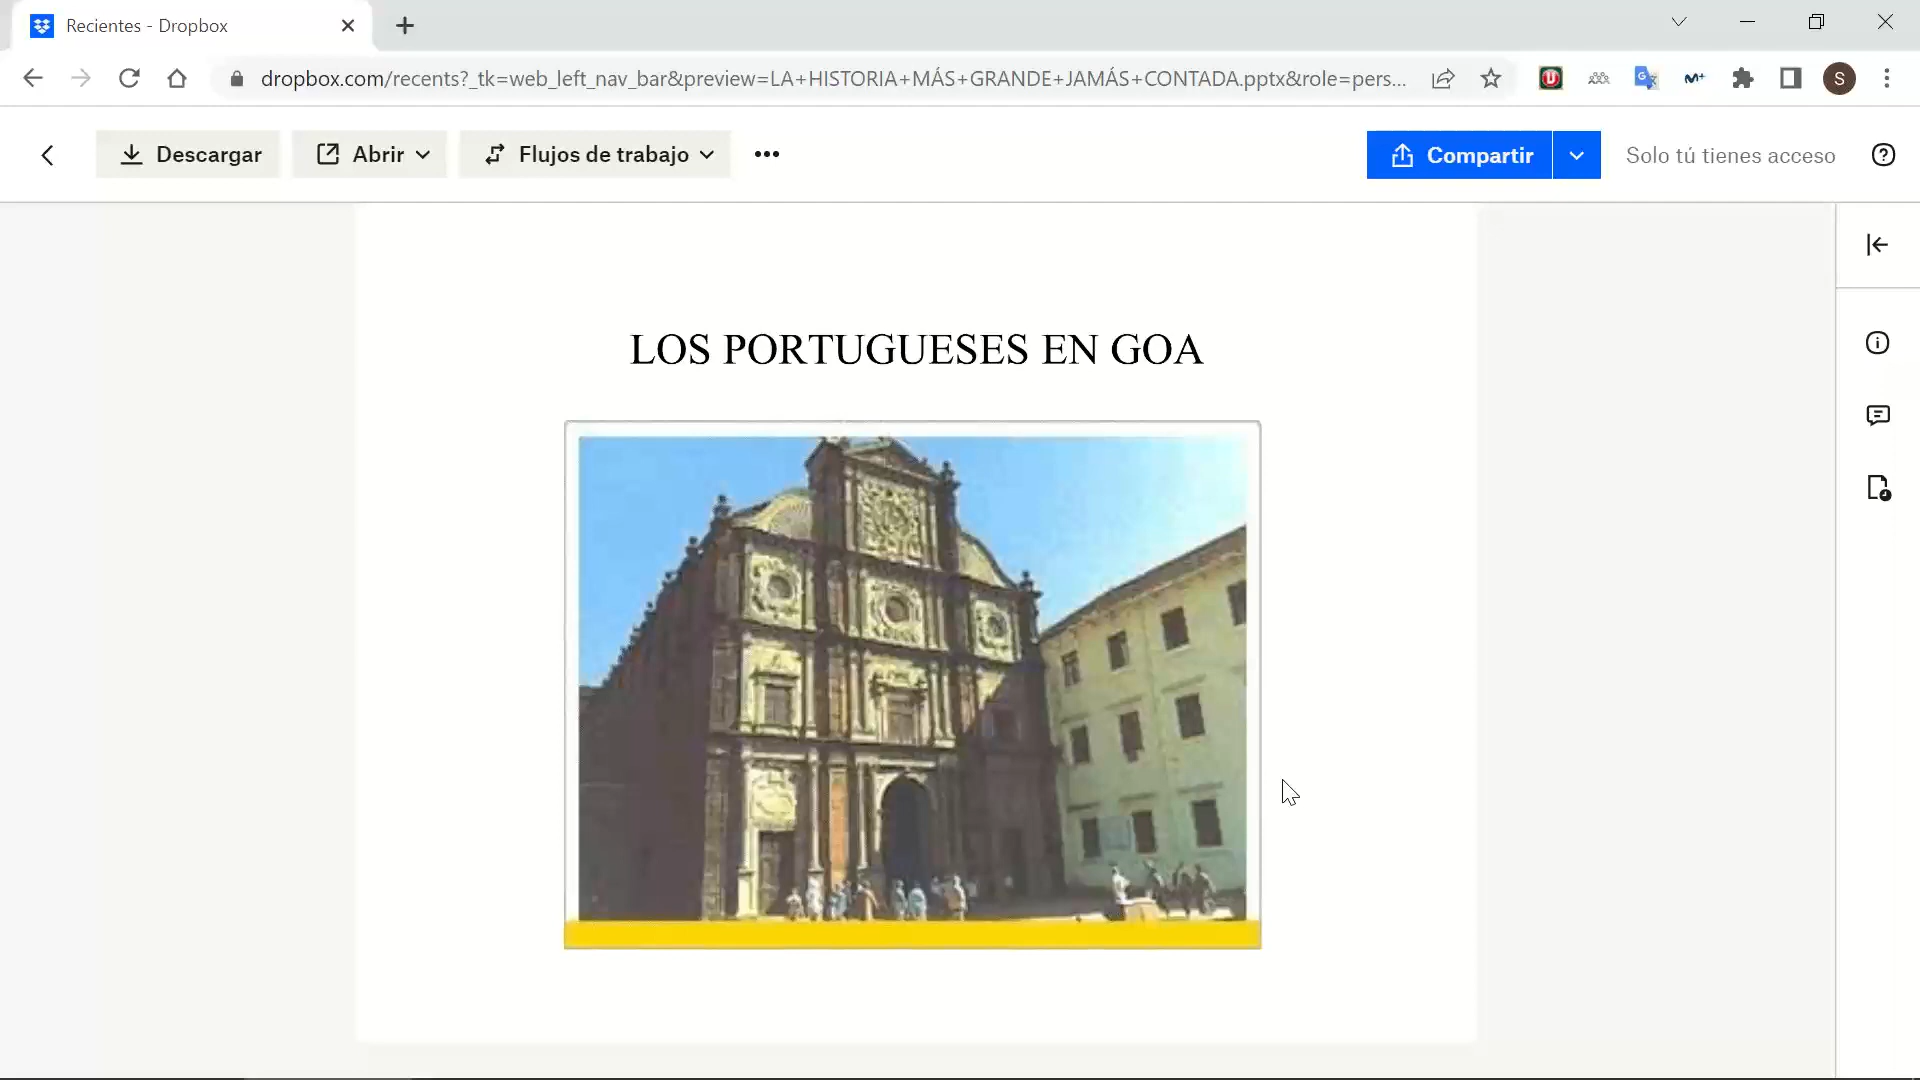 Recientes - Dropbox
dropbox.com/recents?_tk=web_left_nav_bar&preview=LA+HISTORIA+MÁS+GRANDE+JAMÁS+CONTADA.pptx&role=pers...
S
Descargar
Abrir
Flujos de trabajo
Compartir
Solo tú tienes acceso
LOS PORTUGUESES EN GOA